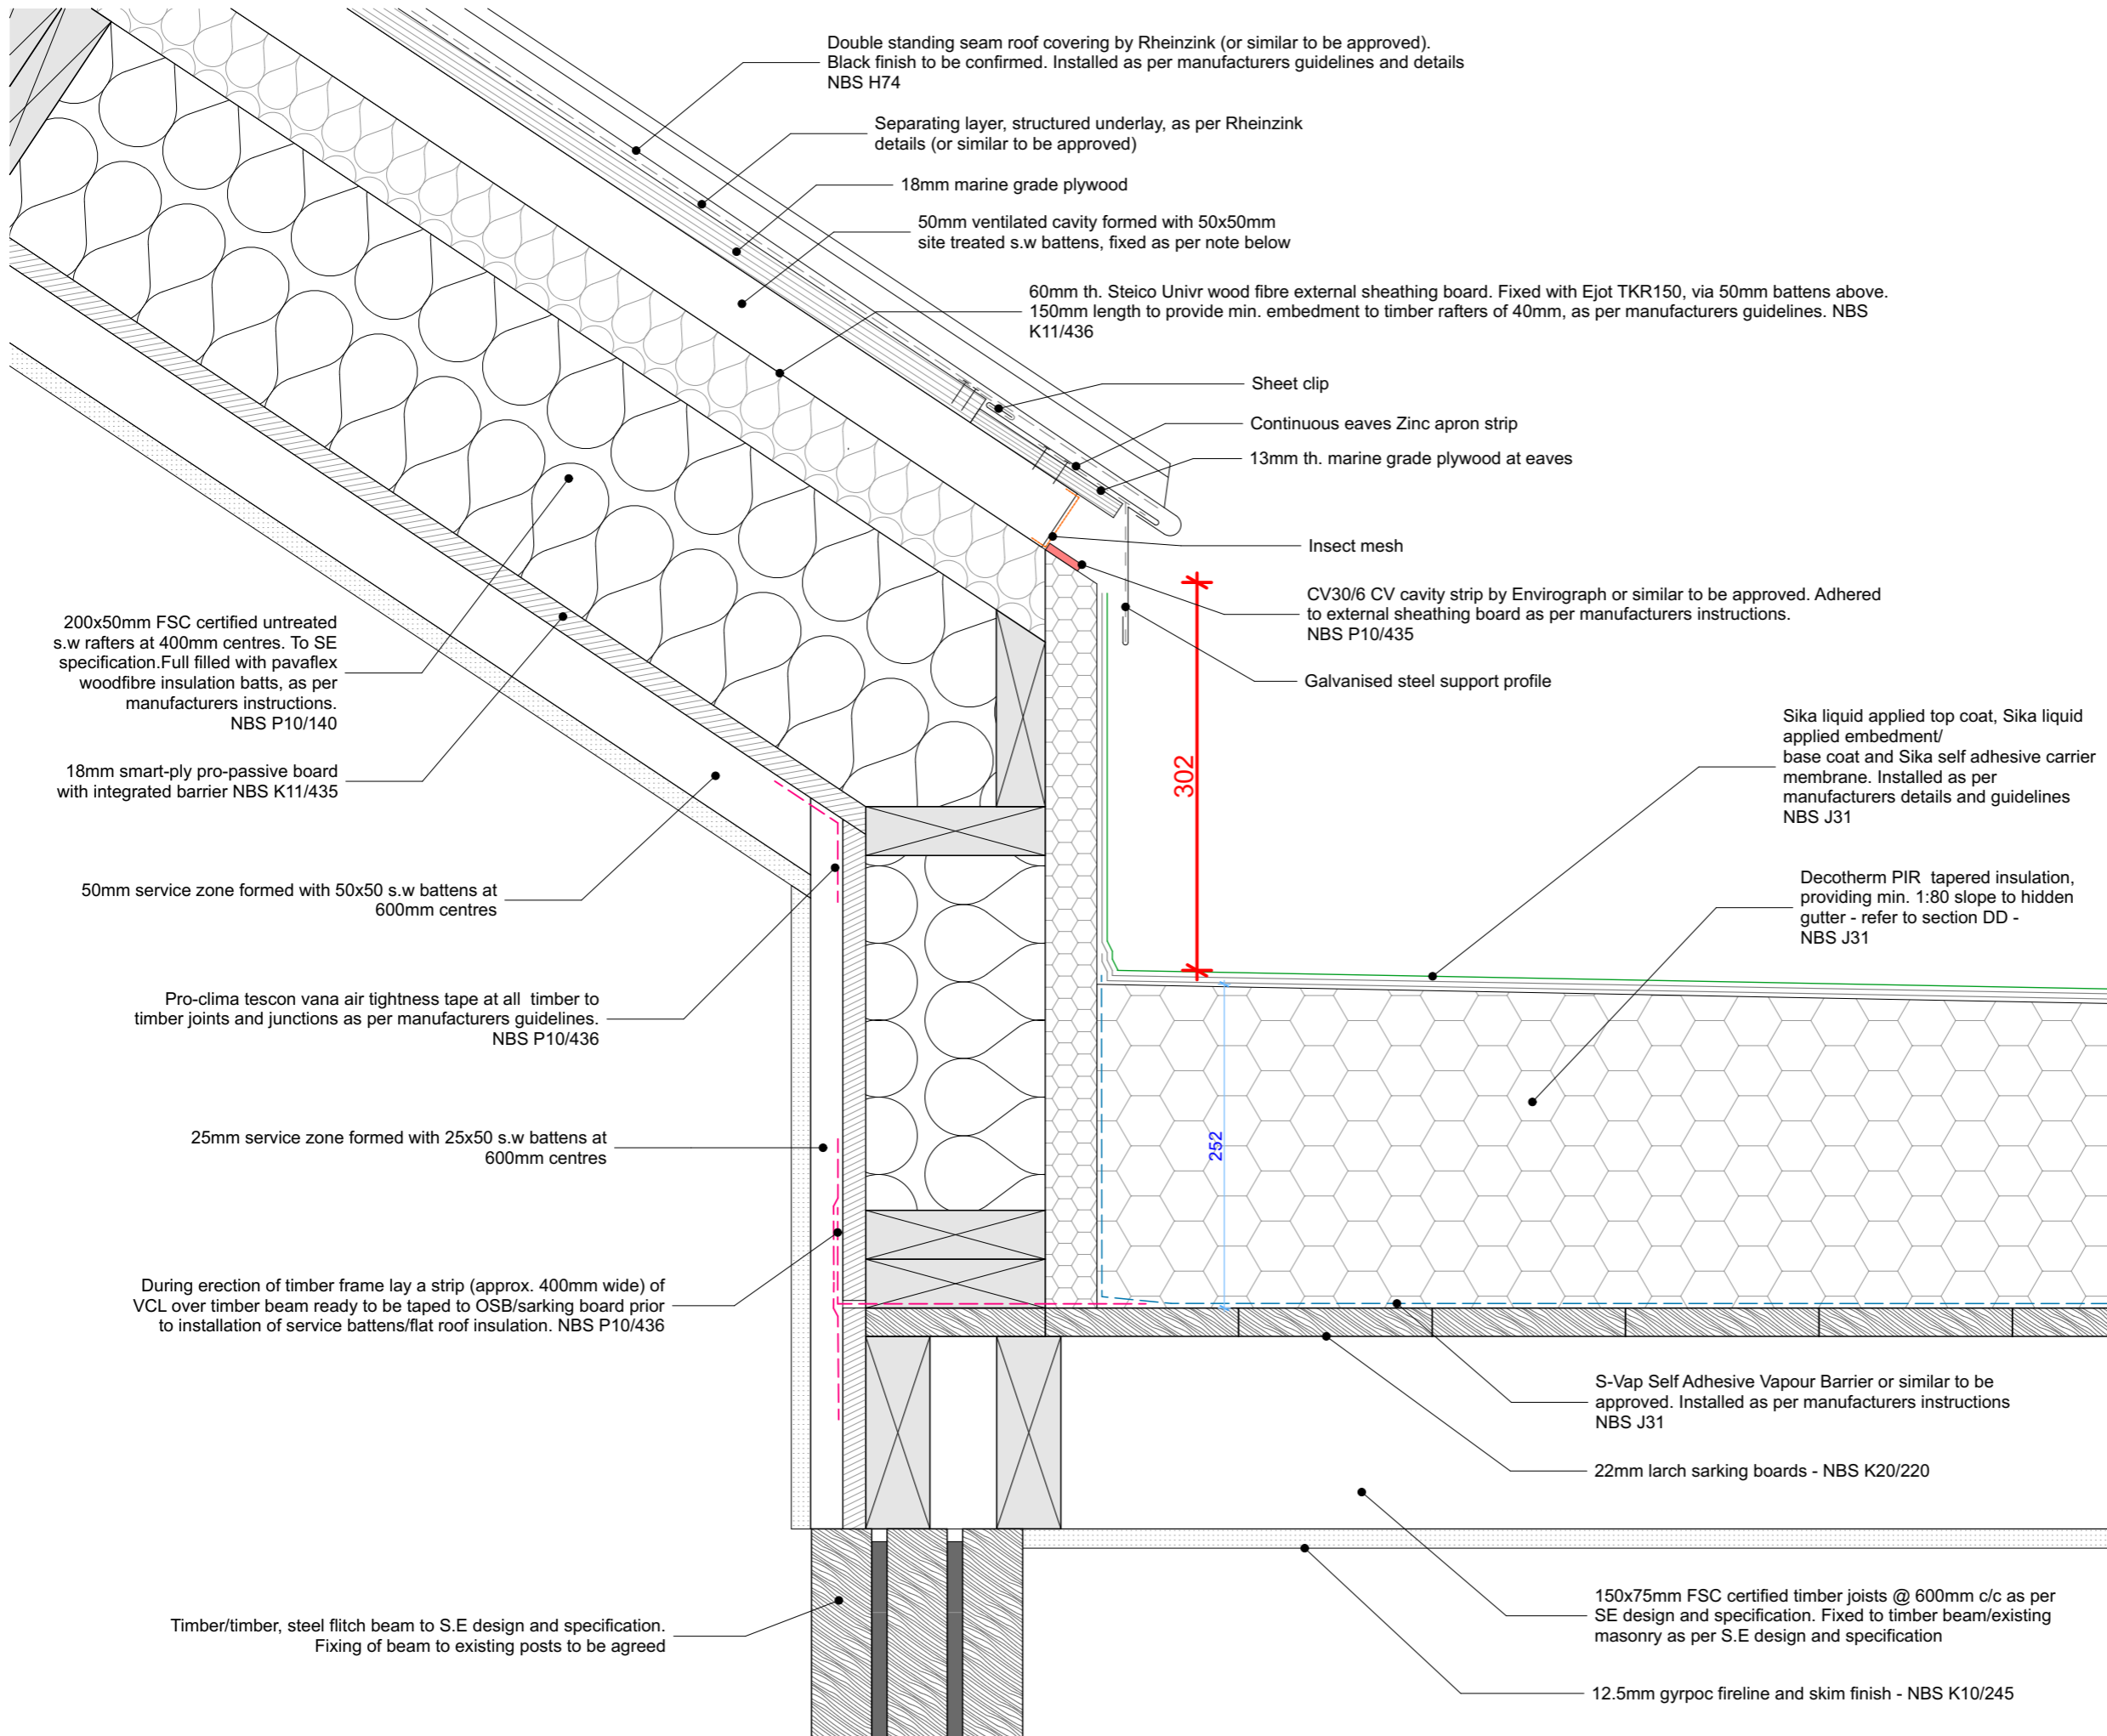 Double standing seam roof covering by Rheinzink (or similar to be approved).
Black finish to be confirmed. Installed as per manufacturers guidelines and details
NBS H74
Separating layer, structured underlay, as per Rheinzink
details (or similar to be approved)
18mm marine grade plywood
50mm ventilated cavity formed with 50x50mm
site treated s.w battens, fixed as per note below
60mm th. Steico Univr wood fibre external sheathing board. Fixed with Ejot TKR150, via 50mm battens above.
150mm length to provide min. embedment to timber rafters of 40mm, as per manufacturers guidelines. NBS
K11/436
Sheet clip
Continuous eaves Zinc apron strip
13mm th. marine grade plywood at eaves
Insect mesh
CV30/6 CV cavity strip by Envirograph or similar to be approved. Adhered
to external sheathing board as per manufacturers instructions.
NBS P10/435
Galvanised steel support profile
302
Sika liquid applied top coat, Sika liquid
applied embedment/
base coat and Sika self adhesive carrier
membrane. Installed as per
manufacturers details and guidelines
NBS J31
Decotherm PIR  tapered insulation,
providing min. 1:80 slope to hidden
gutter - refer to section DD -
NBS J31
252
200x50mm FSC certified untreated
s.w rafters at 400mm centres. To SE
specification.Full filled with pavaflex
woodfibre insulation batts, as per
manufacturers instructions.
NBS P10/140
18mm smart-ply pro-passive board
with integrated barrier NBS K11/435
50mm service zone formed with 50x50 s.w battens at
600mm centres
Pro-clima tescon vana air tightness tape at all  timber to
timber joints and junctions as per manufacturers guidelines.
NBS P10/436
25mm service zone formed with 25x50 s.w battens at
600mm centres
During erection of timber frame lay a strip (approx. 400mm wide) of
VCL over timber beam ready to be taped to OSB/sarking board prior
to installation of service battens/flat roof insulation. NBS P10/436
Timber/timber, steel flitch beam to S.E design and specification.
Fixing of beam to existing posts to be agreed
S-Vap Self Adhesive Vapour Barrier or similar to be
approved. Installed as per manufacturers instructions
NBS J31
22mm larch sarking boards - NBS K20/220
150x75mm FSC certified timber joists @ 600mm c/c as per
SE design and specification. Fixed to timber beam/existing
masonry as per S.E design and specification
12.5mm gyrpoc fireline and skim finish - NBS K10/245